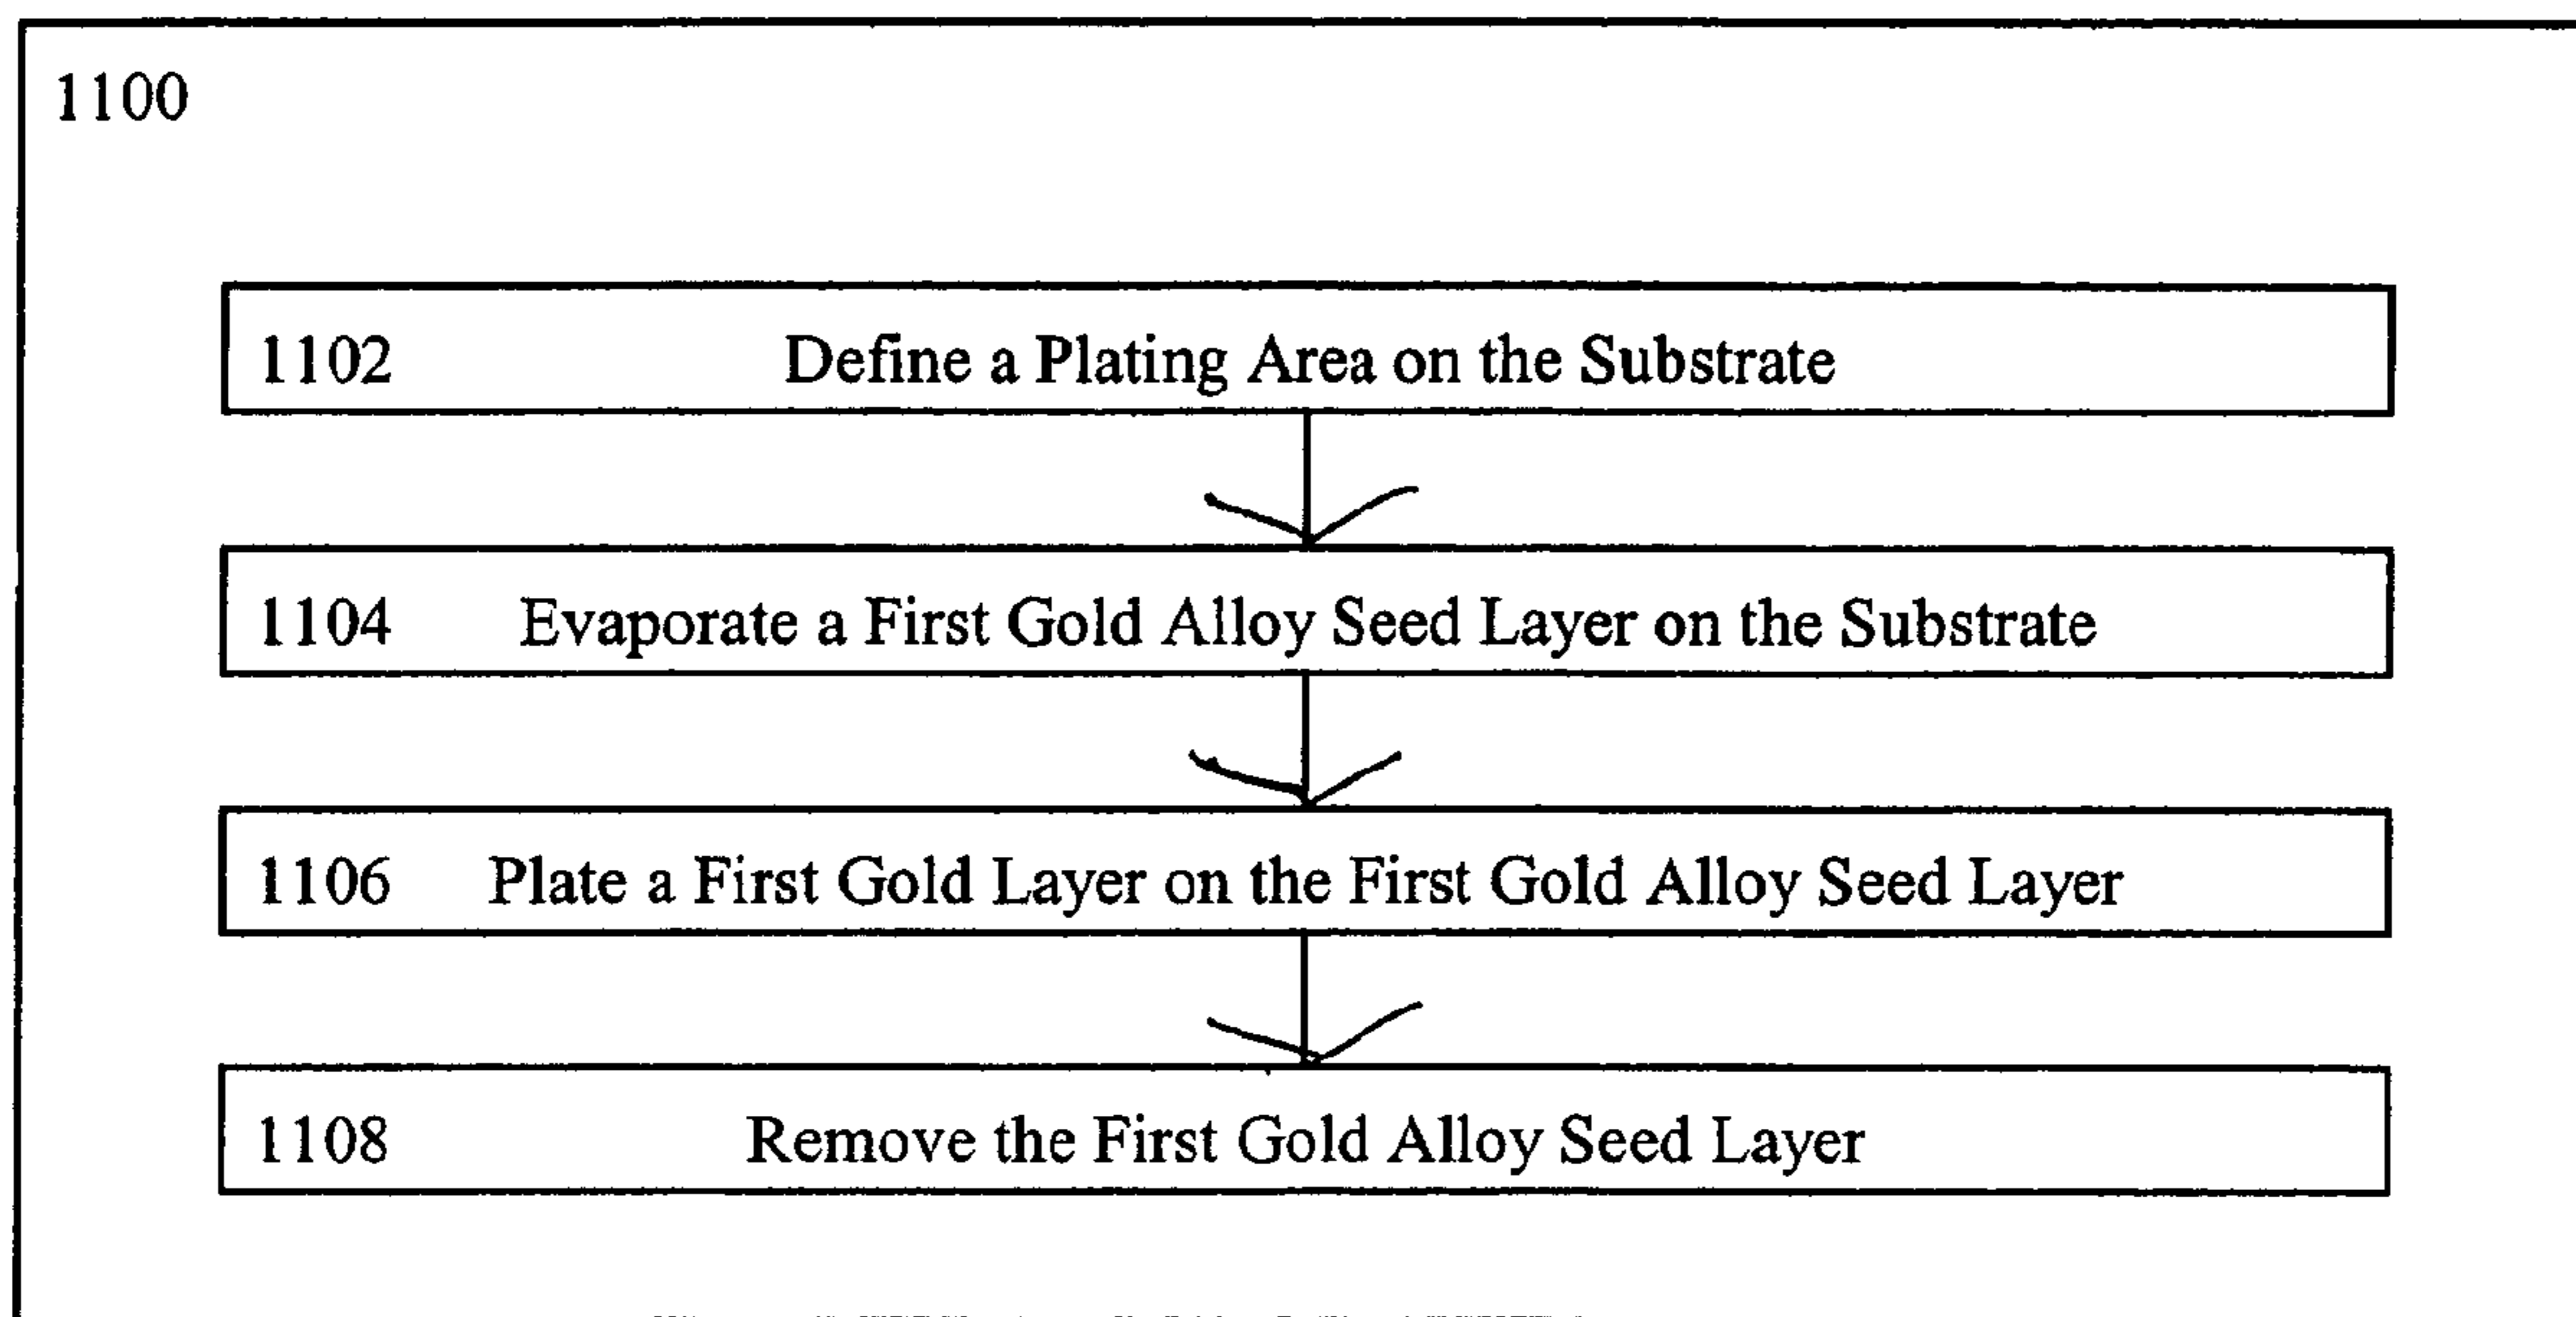 1100
1102 Define a Plating Area on the Substrate
1104 Evaporate a First Gold Alloy Seed Layer on the Substrate
1106 Plate a First Gold Layer on the First Gold Alloy Seed Layer
1108 Remove the First Gold Alloy Seed Layer